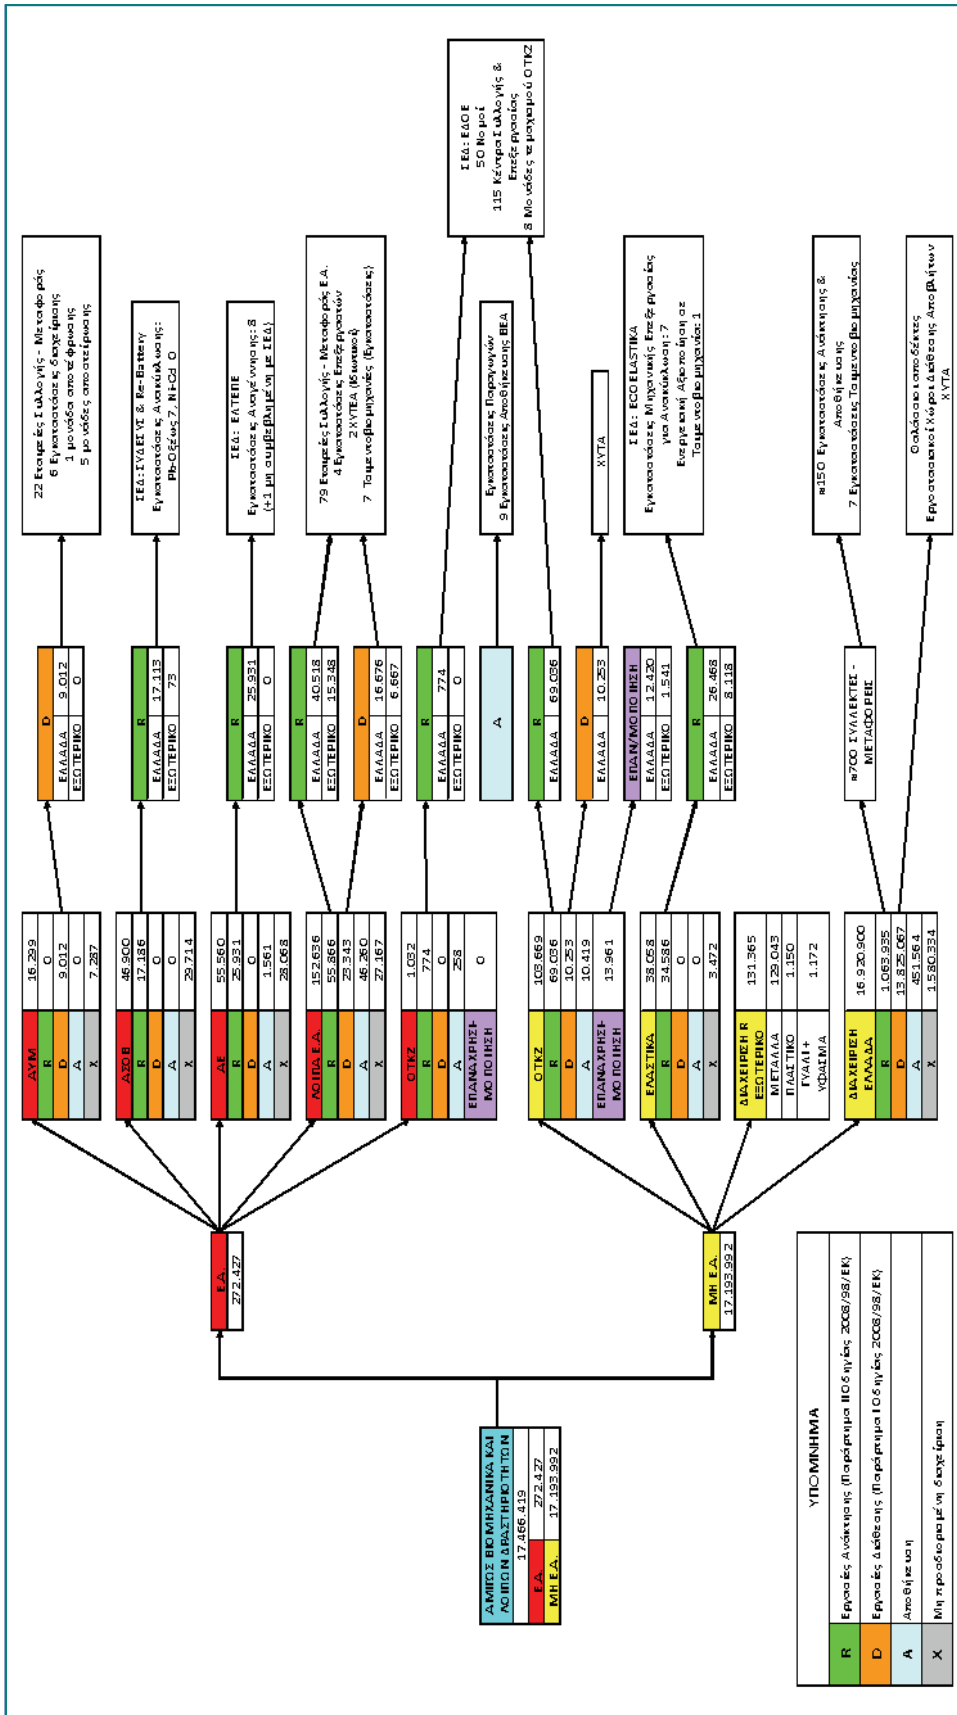 ΑΜΙΓΩΣ ΒΙΟΜΗΧΑΝΙΚΑ ΚΑΙ
ΛΟΙΠΩΝ ΔΡΑΣΤΗΡΙΟΤΗΤΩΝ
17.466.419
Ε.Α. 272.427
ΜΗ Ε.Α. 17.193.992
Ε.Α.
272.427
ΜΗ Ε.Α.
17.193.992
ΑΥΜ 16.299
R 0
D 9.012
A 0
X 7.287
ΑΣΟΒ 46.900
R 17.186
D 0
A 0
X 29.714
ΑΕ 55.560
R 25.931
D 0
A 1.561
X 28.068
ΛΟΙΠΑ Ε.Α. 152.636
R 55.866
D 23.343
A 46.260
X 27.167
ΟΤΚΖ 1.032
R 774
D 0
A 258
ΕΠΑΝΑΧΡΗΣΙ-
ΜΟΠΟΙΗΣΗ 0
ΟΤΚΖ 103.669
R 69.036
D 10.253
A 10.419
ΕΠΑΝΑΧΡΗΣΙ-
ΜΟΠΟΙΗΣΗ 13.961
ΕΛΑΣΤΙΚΑ 38.058
R 34.586
D 0
A 0
X 3.472
ΔΙΑΧΕΙΡΙΣΗ R
ΕΞΩΤΕΡΙΚΟ 131.365
ΜΕΤΑΛΛΑ 129.043
ΠΛΑΣΤΙΚΟ 1.150
ΓΥΑΛΙ +
ΥΦΑΣΜΑ 1.172
ΔΙΑΧΕΙΡΙΣΗ
ΕΛΛΑΔΑ 16.920.900
R 1.063.935
D 13.825.067
A 451.564
X 1.580.334
D
ΕΛΛΑΔΑ 9.012
ΕΞΩΤΕΡΙΚΟ 0
R
ΕΛΛΑΔΑ 17.113
ΕΞΩΤΕΡΙΚΟ 73
R
ΕΛΛΑΔΑ 25.931
ΕΞΩΤΕΡΙΚΟ 0
R
ΕΛΛΑΔΑ 40.518
ΕΞΩΤΕΡΙΚΟ 15.348
D
ΕΛΛΑΔΑ 16.676
ΕΞΩΤΕΡΙΚΟ 6.667
R
ΕΛΛΑΔΑ 774
ΕΞΩΤΕΡΙΚΟ 0
A
R
ΕΛΛΑΔΑ 69.036
D
ΕΛΛΑΔΑ 10.253
ΕΠΑΝ/ΜΟΠΟΙΗΣΗ
ΕΛΛΑΔΑ 12.420
ΕΞΩΤΕΡΙΚΟ 1.541
R
ΕΛΛΑΔΑ 26.468
ΕΞΩΤΕΡΙΚΟ 8.118
≈700 ΣΥΛΛΕΚΤΕΣ -
ΜΕΤΑΦΟΡΕΙΣ
22 Εταιρείες Συλλογής - Μεταφοράς
6 Εγκαταστάσεις διαχείρισης
1 μονάδα αποτέφρωσης
5 μονάδες αποστείρωσης
ΣΕΔ: ΣΥΔΕΣΥΣ & Re-Battery
Εγκαταστάσεις Ανακύκλωσης:
Pb-Οξέως 7, Ni-Cd 0
ΣΕΔ: ΕΛΤΕΠΕ
Εγκαταστάσεις Αναγέννησης: 8
(+1 μη συμβεβλημένη με ΣΕΔ)
79 Εταιρείες Συλλογής - Μεταφοράς Ε.Α.
4 Εγκαταστάσεις Επεξεργασιών
2 ΧΥΤΕΑ (Ιδιωτικοί)
7 Τσιμεντοβιομηχανίες (Εγκαταστάσεις)
ΣΕΔ: ΕΔΟΕ
50 Νομοί
115 Κέντρα Συλλογής &
Επεξεργασίας
8 Μονάδες τεμαχισμού ΟΤΚΖ
Εγκαταστάσεις Παραγωγών
9 Εγκαταστάσεις Αποθήκευσης ΒΕΑ
ΧΥΤΑ
ΣΕΔ: ECOELASTIKA
Εγκαταστάσεις Μηχανικής Επεξεργασίας
για Ανακύκλωση: 7
Ενεργειακή Αξιοποίηση σε
Τσιμεντοβιομηχανία: 1
≈150 Εγκαταστάσεις Ανάκτησης &
Αποθήκευσης
7 Εγκαταστάσεις Τσιμεντοβιομηχανίας
Θαλάσσιοι αποδέκτες
Εργοστασιακοί Χώροι Διάθεσης Αποβλήτων
ΧΥΤΑ
ΥΠΟΜΝΗΜΑ
R Εργασίες Ανάκτησης (Παράρτημα ΙΙ Οδηγίας 2008/98/ΕΚ)
D Εργασίες Διάθεσης (Παράρτημα Ι Οδηγίας 2008/98/ΕΚ)
A Αποθήκευση
X Μη προσδιορισμένη διαχείριση